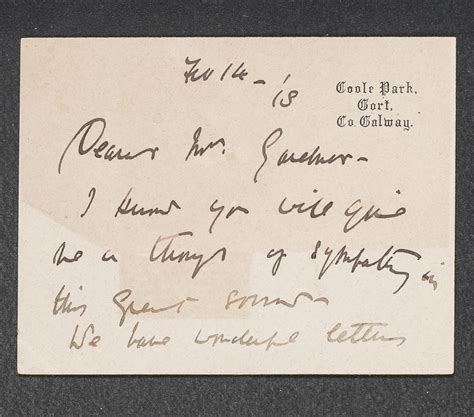 Feb 14 - '18
Coole Park,
Gort,
Co. Galway.
Dearest Mrs. Gardner -
I know you will give
me a thought of sympathy in
this great sorrow -
We have wonderful letters